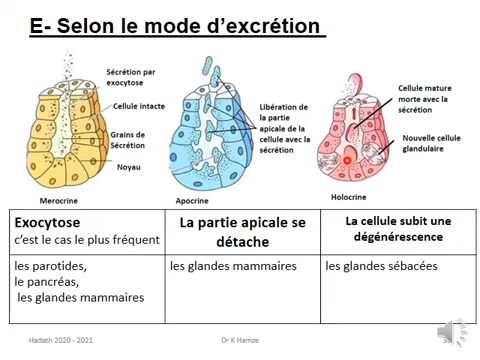 E- Selon le mode d’excrétion
Sécrétion par
exocytose
Cellule intacte
Grains de
Sécrétion
Noyau
Merocrine
Libération de
la partie
apicale de la
cellule avec la
sécrétion
Apocrine
Cellule mature
morte avec la
sécrétion
Nouvelle cellule
glandulaire
Holocrine
Exocytose
c’est le cas le plus fréquent
La partie apicale se
détache
La cellule subit une
dégénérescence
les parotides,
le pancréas,
les glandes mammaires
les glandes mammaires
les glandes sébacées
Hadath 2020 - 2021
Dr K Hamze